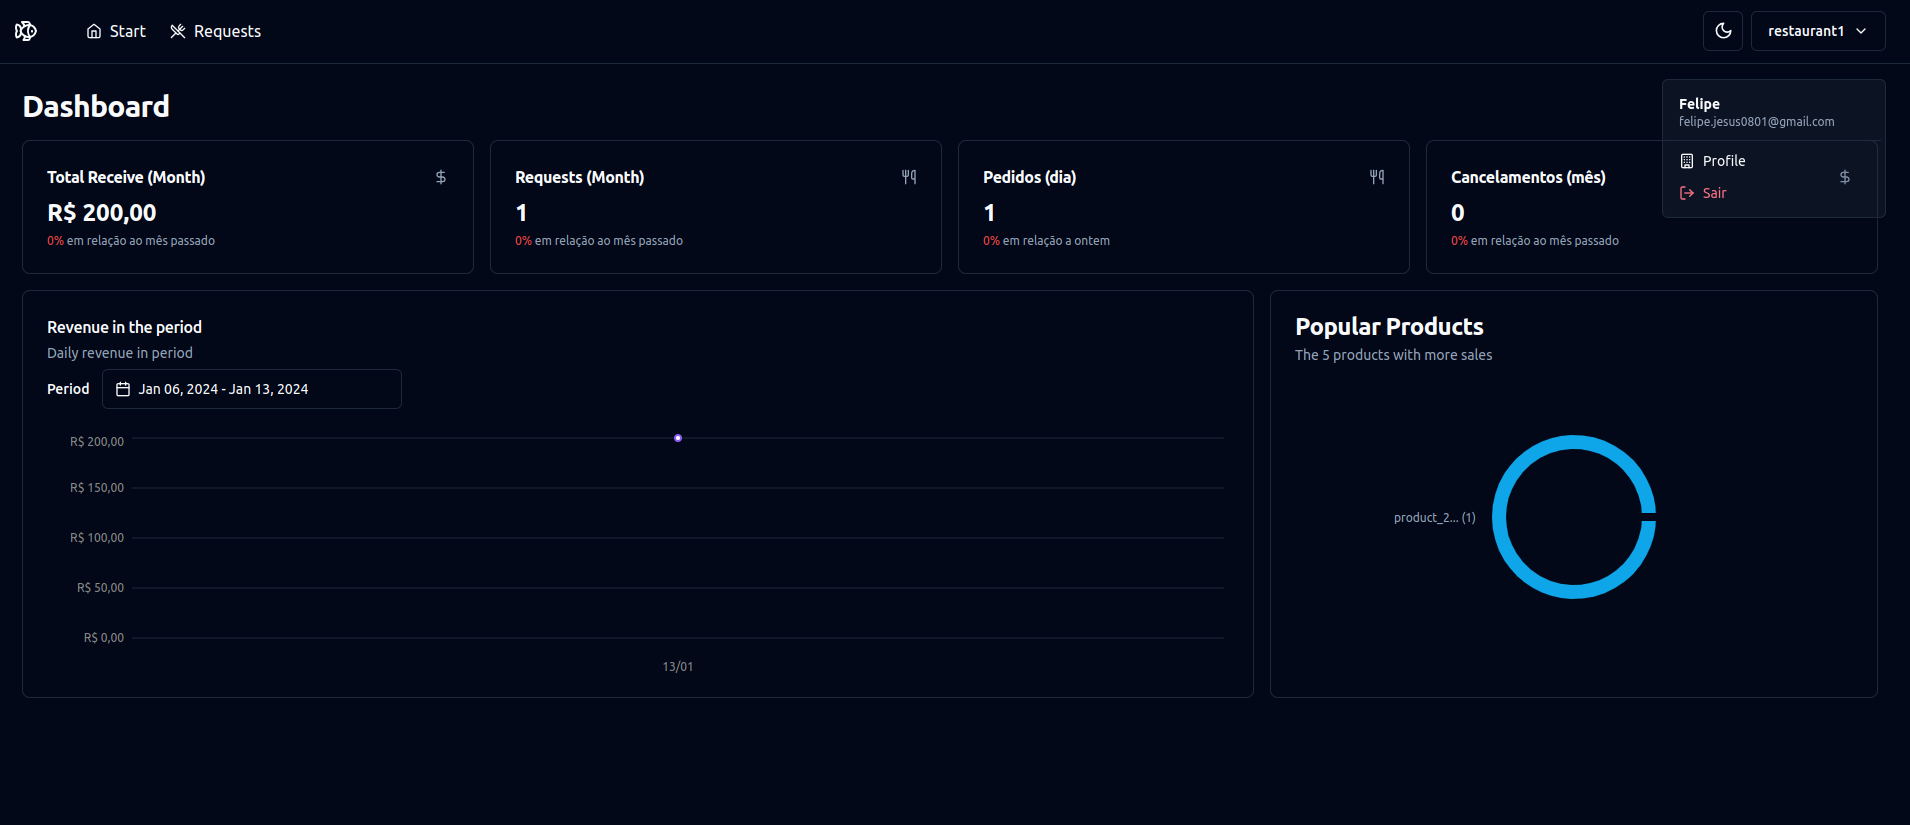 Start
Requests
restaurant1
Dashboard
Felipe
felipe.jesus0801@gmail.com
Profile
Sair
Total Receive (Month)
R$ 200,00
0% em relação ao mês passado
Requests (Month)
1
0% em relação ao mês passado
Pedidos (dia)
1
0% em relação a ontem
Cancelamentos (mês)
0
0% em relação ao mês passado
Revenue in the period
Daily revenue in period
Period
Jan 06, 2024 - Jan 13, 2024
R$ 200,00
R$ 150,00
R$ 100,00
R$ 50,00
R$ 0,00
13/01
Popular Products
The 5 products with more sales
product_2... (1)